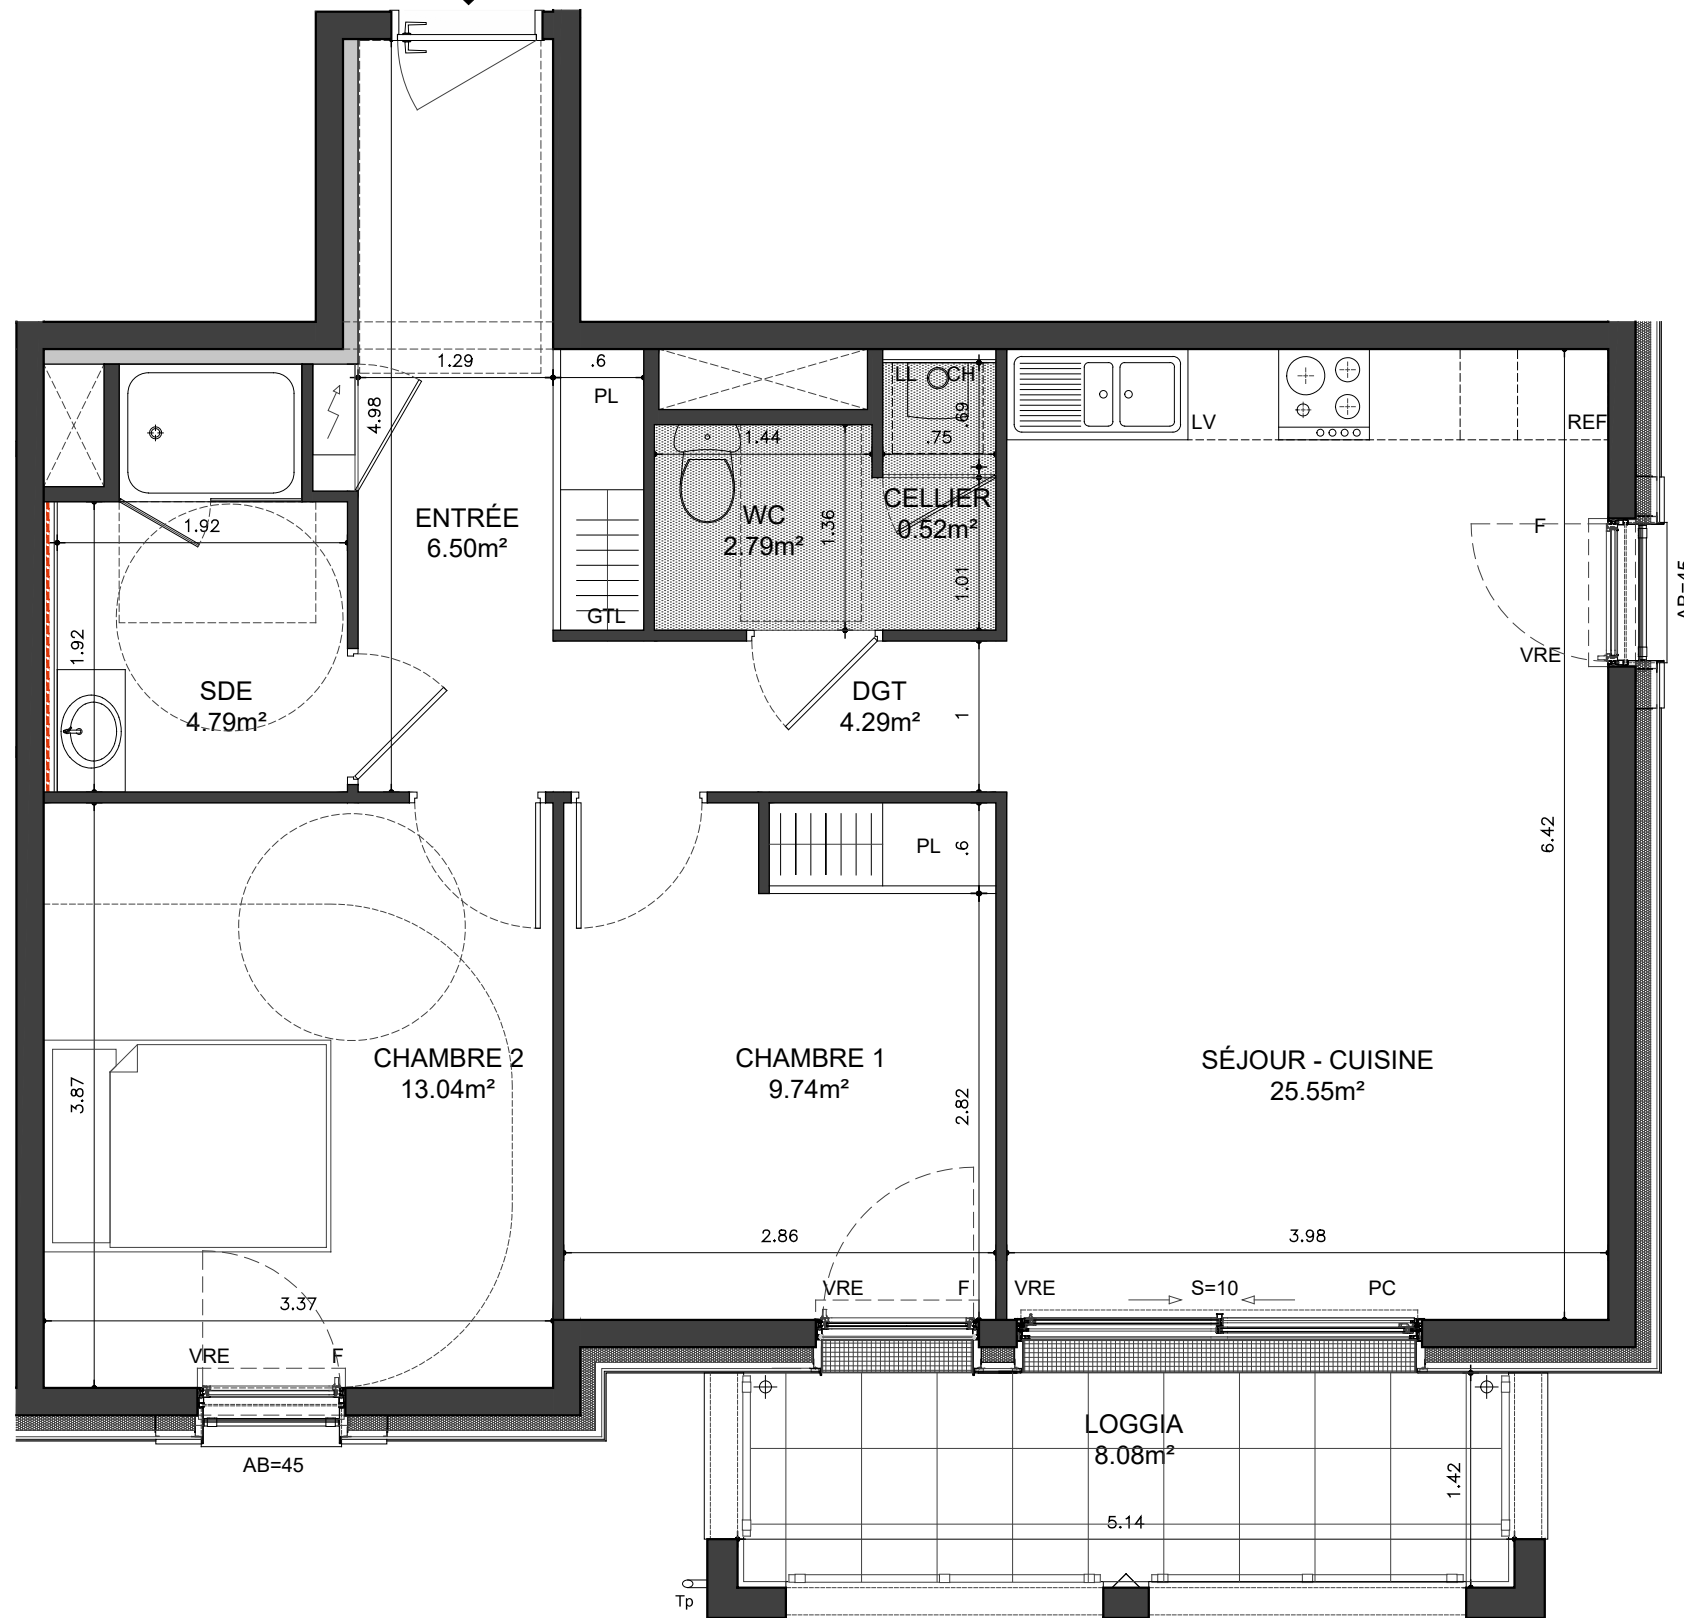 1.29
.6
PL
4.98
LL
CH
.69
.75
1.44
LV
REF
ENTRÉE
6.50m²
WC
2.79m²
CELLIER
0.52m²
1.36
1.01
GTL
1.92
1.92
SDE
4.79m²
DGT
4.29m²
1
F
VRE
AB=45
6.42
PL
.6
CHAMBRE 2
13.04m²
3.87
CHAMBRE 1
9.74m²
2.82
SÉJOUR - CUISINE
25.55m²
2.86
3.98
3.37
VRE
F
VRE
S=10
PC
VRE
F
AB=45
LOGGIA
8.08m²
1.42
5.14
Tp